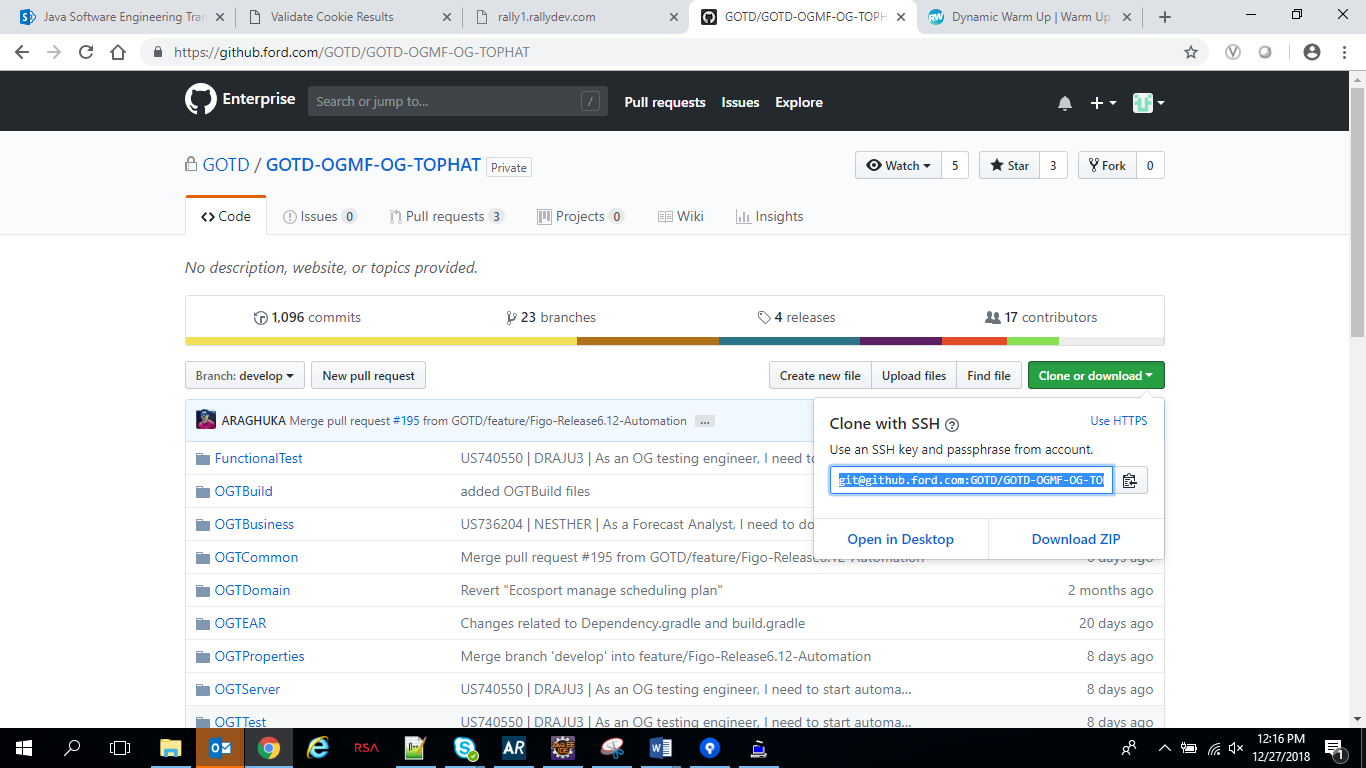 Java Software Engineering Tra
Validate Cookie Results
rally1.rallydev.com
GOTD/GOTD-OGMF-OG-TOPH
Dynamic Warm Up | Warm Up
https://github.ford.com/GOTD/GOTD-OGMF-OG-TOPHAT
Enterprise
Search or jump to...
/
Pull requests Issues Explore
GOTD / GOTD-OGMF-OG-TOPHAT Private
Watch 5 Star 3 Fork 0
Code Issues 0 Pull requests 3 Projects 0 Wiki Insights
No description, website, or topics provided.
1,096 commits 23 branches 4 releases 17 contributors
Branch: develop New pull request Create new file Upload files Find file Clone or download
ARAGHUKA Merge pull request #195 from GOTD/feature/Figo-Release6.12-Automation ...
Clone with SSH ? Use HTTPS
Use an SSH key and passphrase from account.
git@github.ford.com:GOTD/GOTD-OGMF-OG-TO
Open in Desktop Download ZIP
FunctionalTest US740550 | DRAJU3 | As an OG testing engineer, I need to
OGTBuild added OGTBuild files
OGTBusiness US736204 | NESTHER | As a Forecast Analyst, I need to do
OGTCommon Merge pull request #195 from GOTD/feature/Figo-Release6.12-Automation 8 days ago
OGTDomain Revert "Ecosport manage scheduling plan" 2 months ago
OGTEAR Changes related to Dependency.gradle and build.gradle 20 days ago
OGTProperties Merge branch 'develop' into feature/Figo-Release6.12-Automation 8 days ago
OGTServer US740550 | DRAJU3 | As an OG testing engineer, I need to start automa... 8 days ago
OGTTest US740550 | DRAJU3 | As an OG testing engineer, I need to start automa... 8 days ago
RSA
AR
12:16 PM
12/27/2018
1